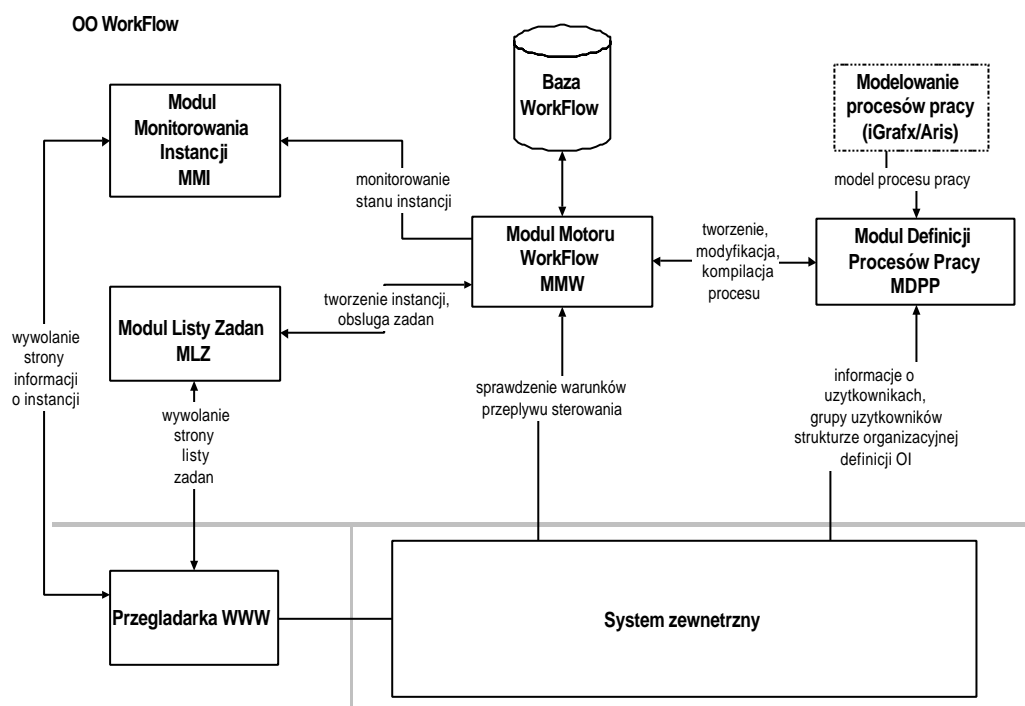 OO WorkFlow
Baza
WorkFlow
Modelowanie
procesów pracy
(iGrafx/Aris)
Modul
Monitorowania
Instancji
MMI
monitorowanie
stanu instancji
model procesu pracy
Modul Motoru
WorkFlow
MMW
tworzenie,
modyfikacja,
kompilacja
procesu
Modul Definicji
Procesów Pracy
MDPP
tworzenie instancji,
obsluga zadan
Modul Listy Zadan
MLZ
wywolanie
strony
informacji
o instancji
wywolanie
strony
listy
zadan
sprawdzenie warunków
przeplywu sterowania
informacje o
uzytkownikach,
grupy uzytkowników
strukturze organizacyjnej
definicji OI
Przegladarka WWW
System zewnetrzny